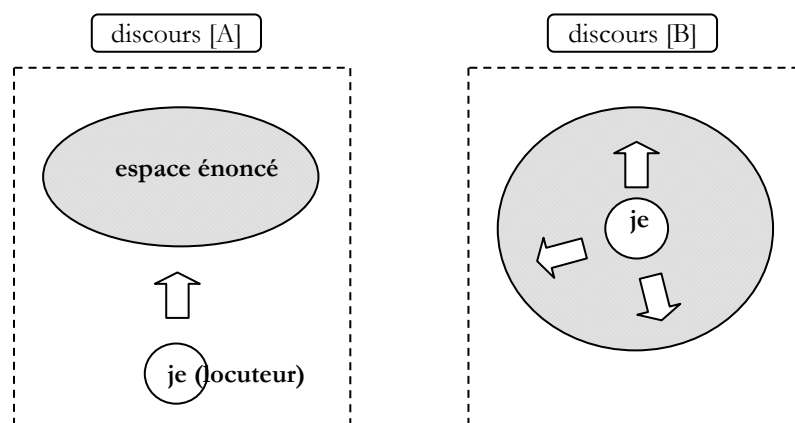 discours [A]
discours [B]
espace énoncé
je
je (locuteur)